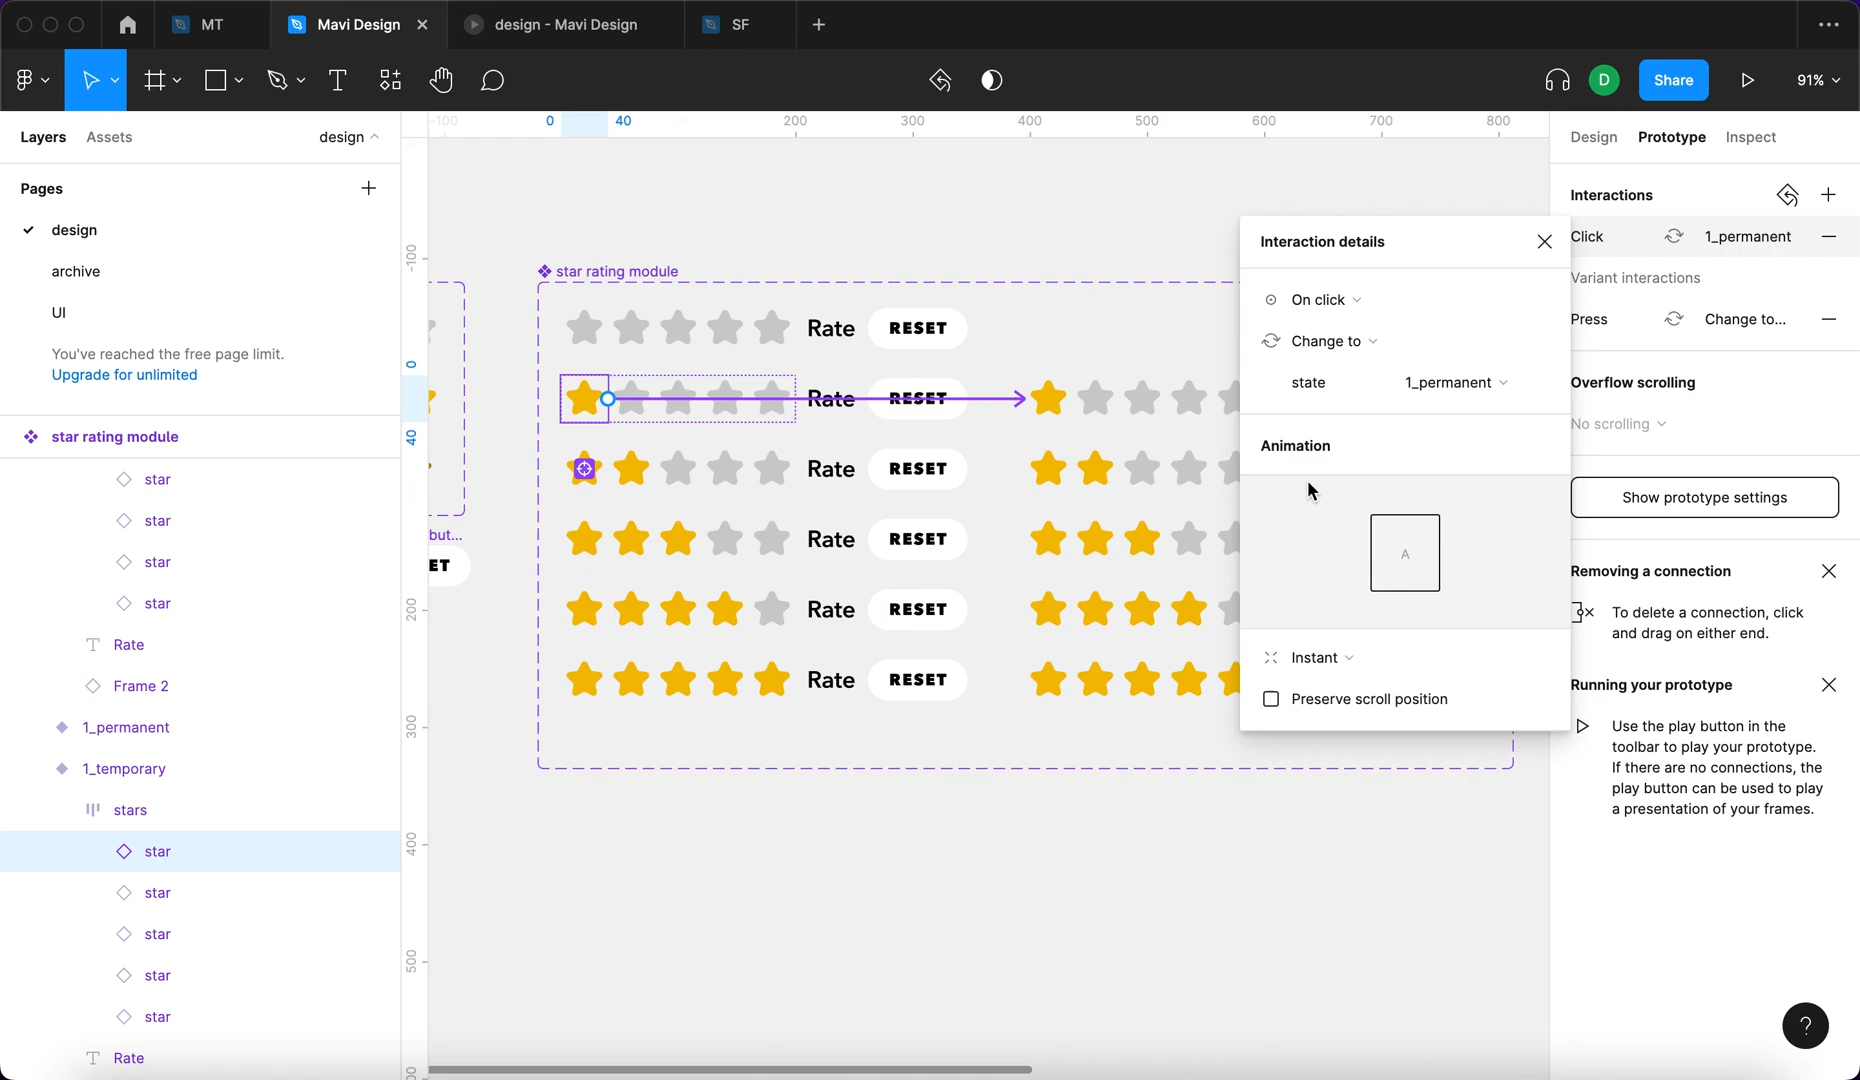 MT
Mavi Design
design - Mavi Design
SF
T
D
Share
91%
Layers
Assets
design
Pages
design
archive
UI
You've reached the free page limit.
Upgrade for unlimited
star rating module
star
star
star
star
Rate
Frame 2
1_permanent
1_temporary
stars
star
star
star
star
star
Rate
-100
0
40
200
300
400
500
600
700
800
-100
0
40
200
300
400
500
star rating module
Rate RESET
Rate RESET
Rate RESET
Rate RESET
Rate RESET
Rate RESET
but...
ET
Interaction details
On click
Change to
state
1_permanent
Animation
A
Instant
Preserve scroll position
Design
Prototype
Inspect
Interactions
Click
1_permanent
Variant interactions
Press
Change to...
Overflow scrolling
No scrolling
Show prototype settings
Removing a connection
To delete a connection, click
and drag on either end.
Running your prototype
Use the play button in the
toolbar to play your prototype.
If there are no connections, the
play button can be used to play
a presentation of your frames.
?